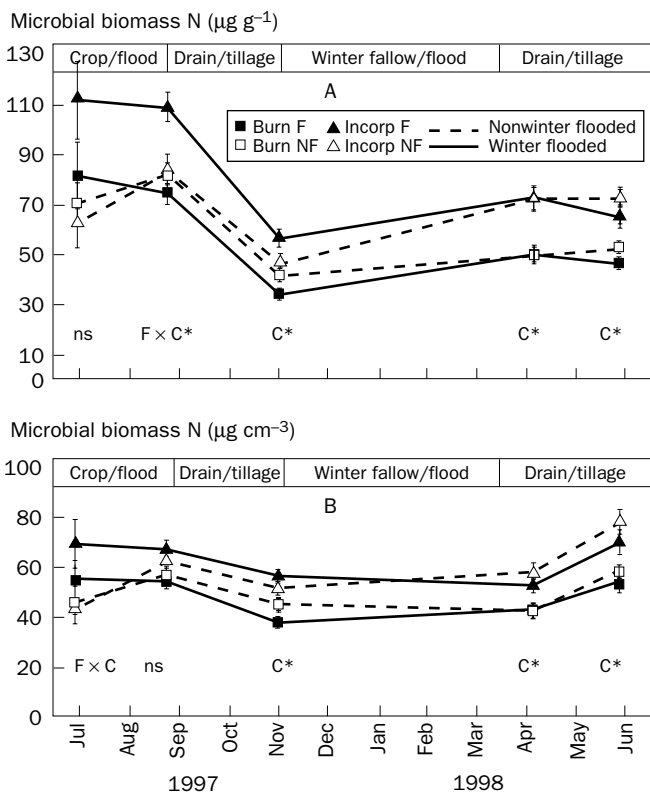 Microbial biomass N (µg g–1)
130
Crop/flood Drain/tillage Winter fallow/flood Drain/tillage
A
110
Burn F Incorp F Nonwinter flooded
Burn NF Incorp NF Winter flooded
90
70
50
30
ns F × C* C* C* C*
10
0
Microbial biomass N (µg cm–3)
100
Crop/flood Drain/tillage Winter fallow/flood Drain/tillage
B
80
60
40
20
F × C ns C* C* C*
0
Jul Aug Sep Oct Nov Dec Jan Feb Mar Apr May Jun
1997 1998